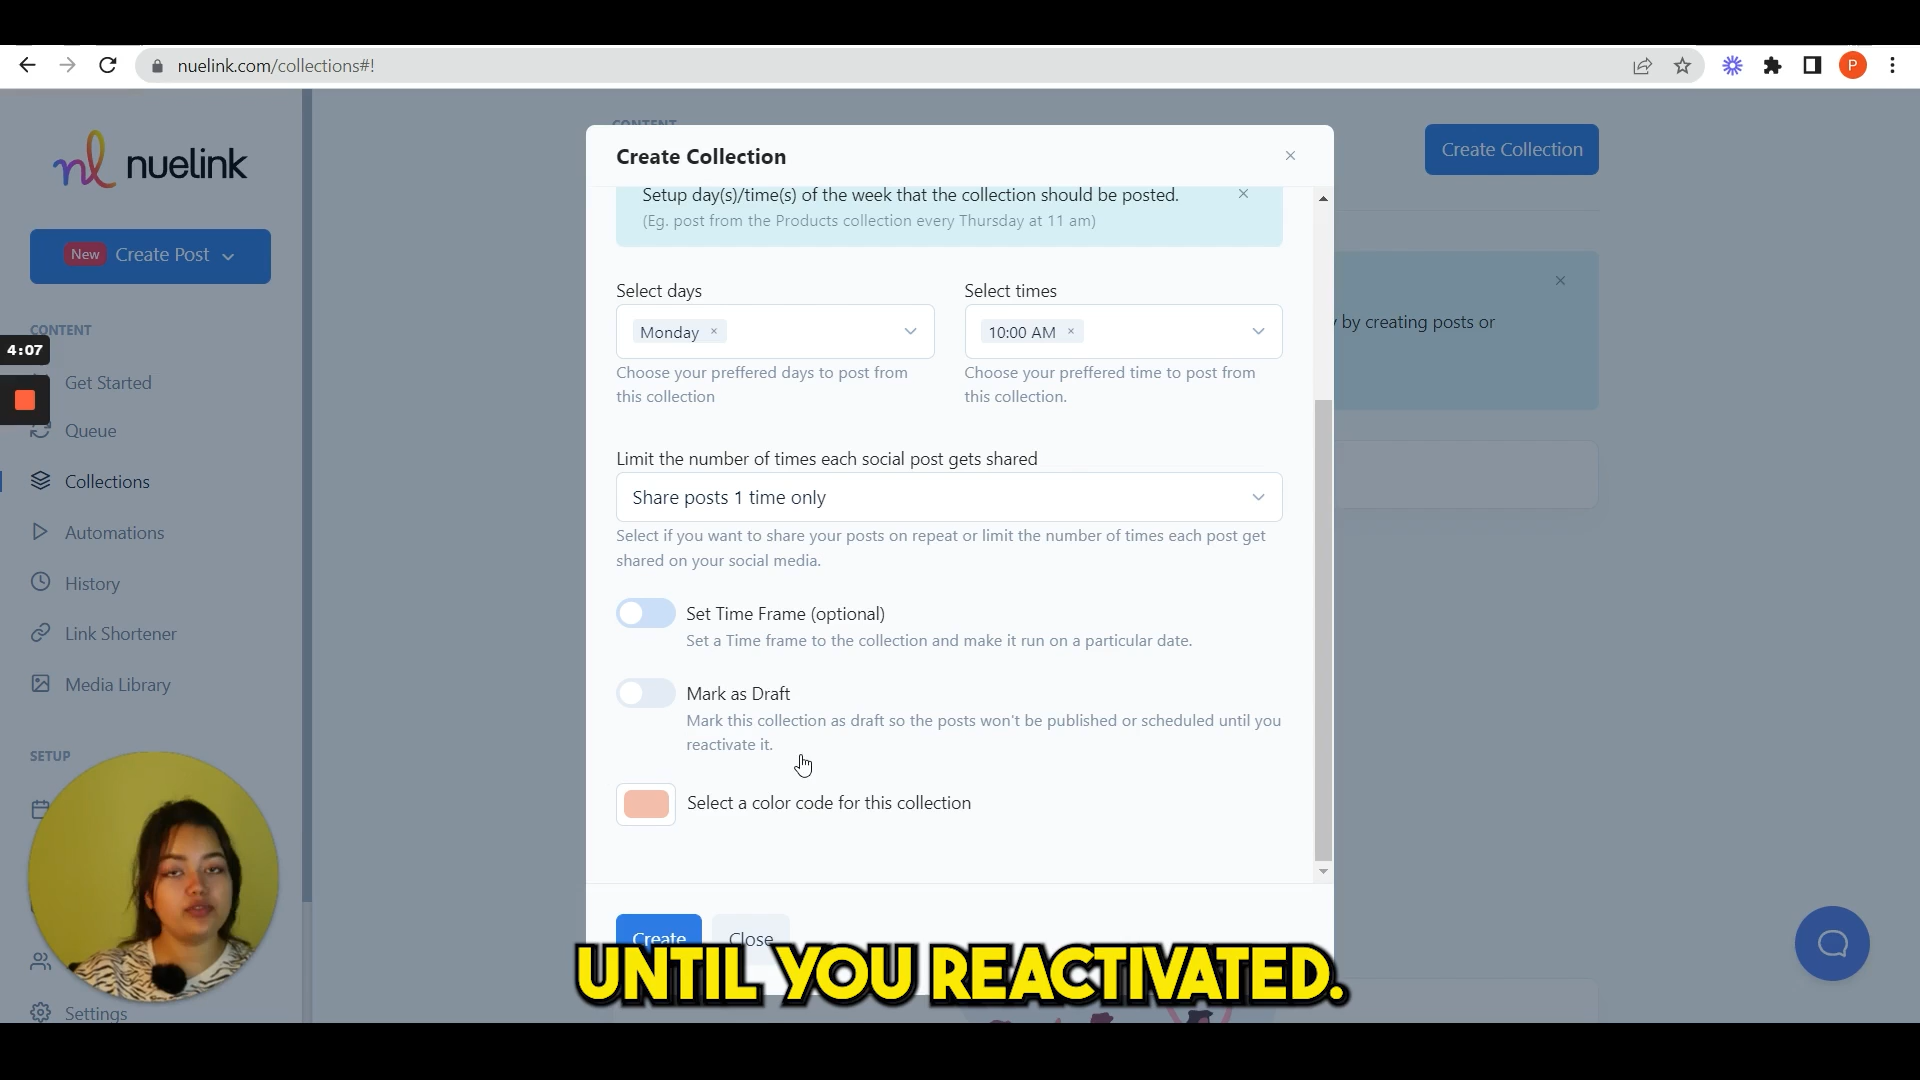 nuelink.com/collections#!
P
nuelink
CONTENT
Create Collection
Create Collection
New Create Post
Setup day(s)/time(s) of the week that the collection should be posted.
(Eg. post from the Products collection every Thursday at 11 am)
Select days
Select times
Monday ×
10:00 AM ×
y by creating posts or
CONTENT
4:07
Choose your preffered days to post from
this collection
Choose your preffered time to post from
this collection.
Get Started
Queue
Limit the number of times each social post gets shared
Collections
Share posts 1 time only
Automations
Select if you want to share your posts on repeat or limit the number of times each post get
shared on your social media.
History
Set Time Frame (optional)
Link Shortener
Set a Time frame to the collection and make it run on a particular date.
Media Library
Mark as Draft
Mark this collection as draft so the posts won't be published or scheduled until you
reactivate it.
SETUP
Select a color code for this collection
Create
Close
UNTIL YOU REACTIVATED.
Settings